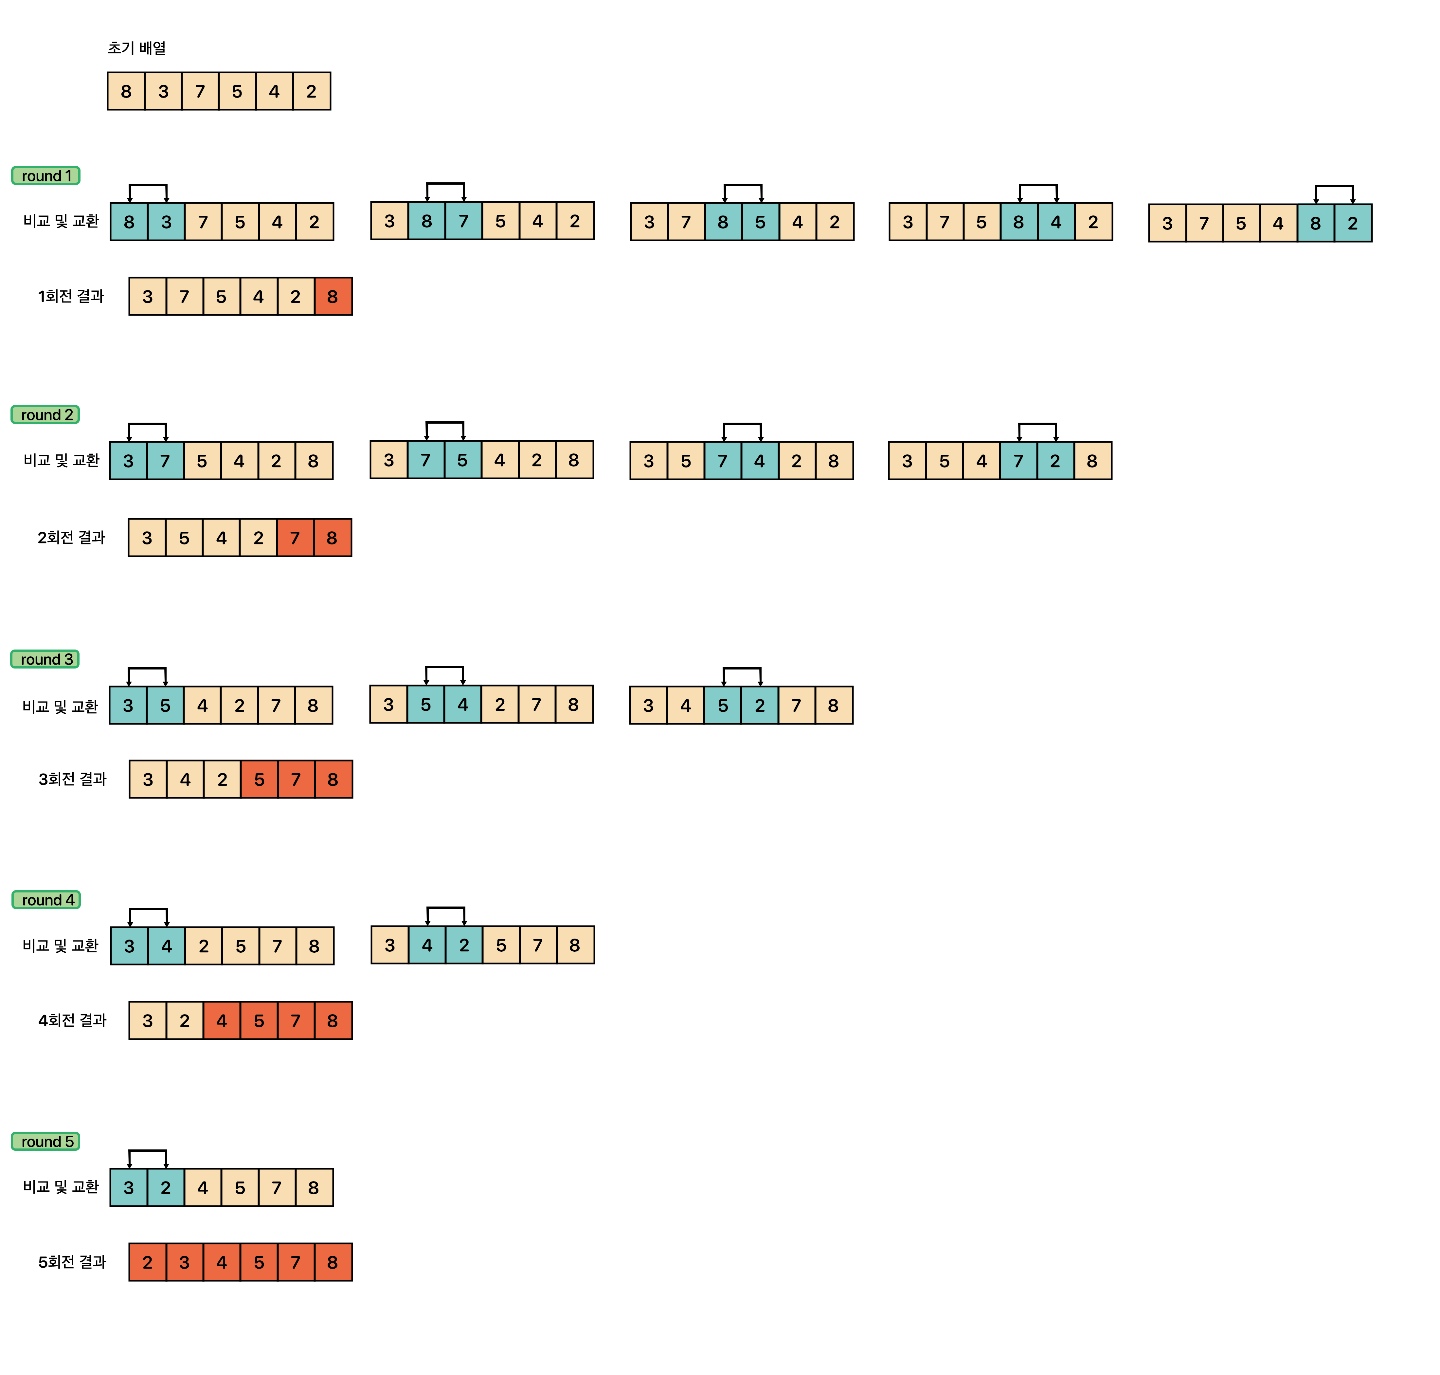 초기 배열
8 3 7 5 4 2
round 1
비교 및 교환 8 3 7 5 4 2 3 8 7 5 4 2 3 7 8 5 4 2 3 7 5 8 4 2 3 7 5 4 8 2
1회전 결과 3 7 5 4 2 8
round 2
비교 및 교환 3 7 5 4 2 8 3 7 5 4 2 8 3 5 7 4 2 8 3 5 4 7 2 8
2회전 결과 3 5 4 2 7 8
round 3
비교 및 교환 3 5 4 2 7 8 3 5 4 2 7 8 3 4 5 2 7 8
3회전 결과 3 4 2 5 7 8
round 4
비교 및 교환 3 4 2 5 7 8 3 4 2 5 7 8
4회전 결과 3 2 4 5 7 8
round 5
비교 및 교환 3 2 4 5 7 8
5회전 결과 2 3 4 5 7 8